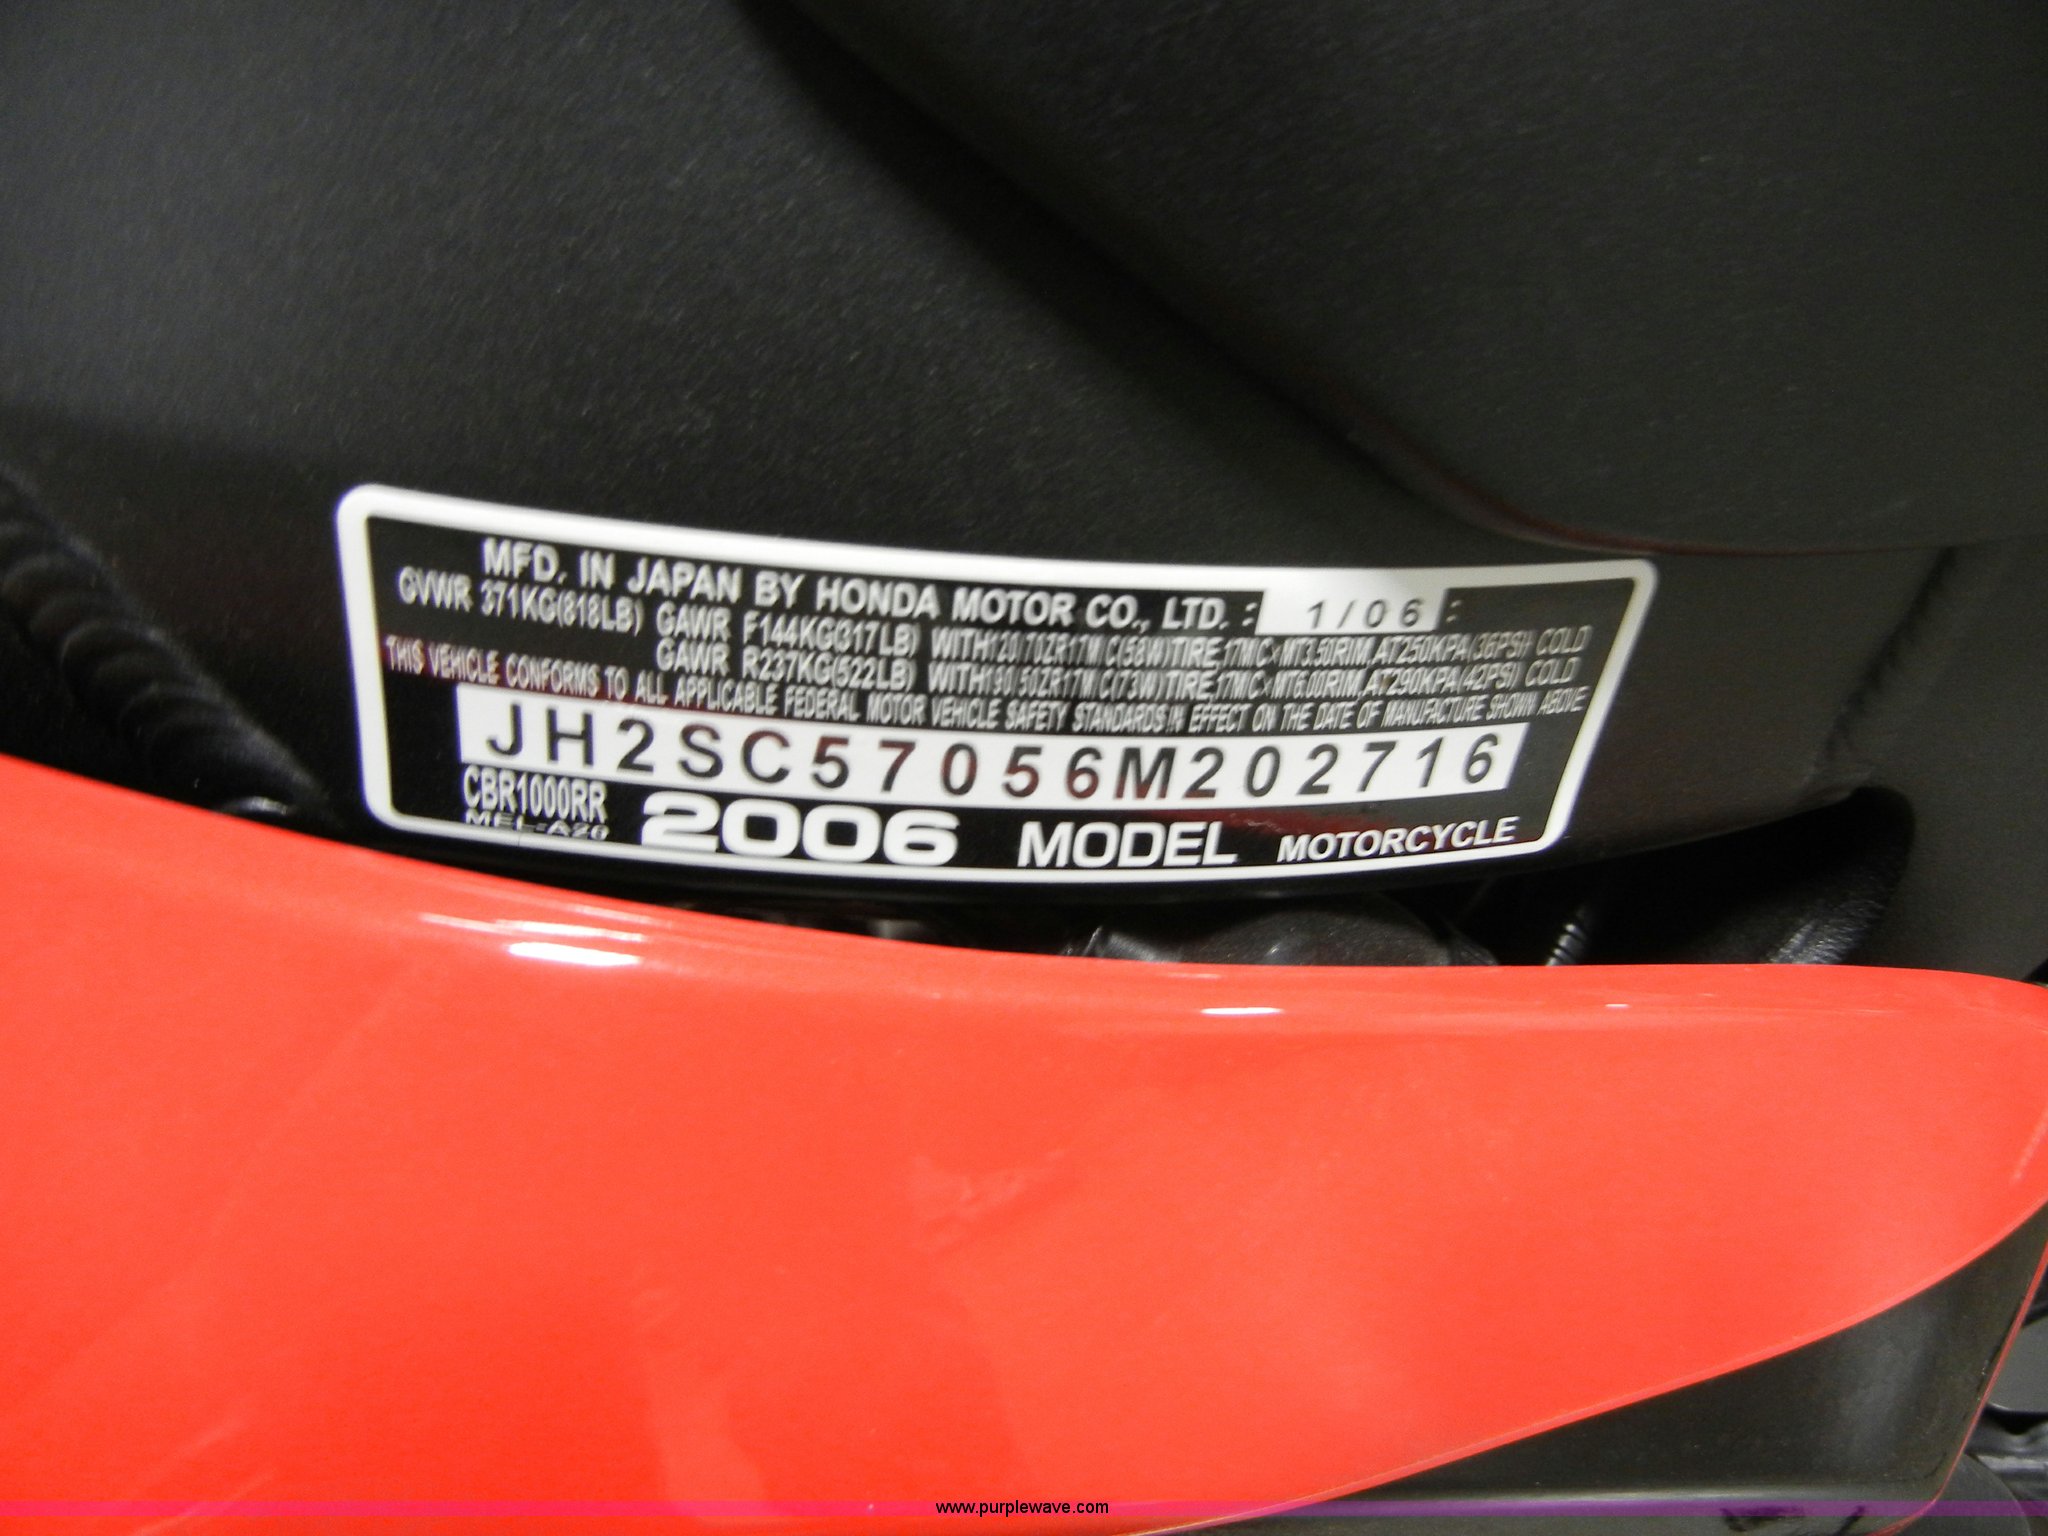 MFD. IN JAPAN BY HONDA MOTOR CO., LTD. : 1/06 :
GVWR 371KG(818LB) GAWR F144KG(317LB) WITH120/70ZR17M/C(58W)TIRE,17M/C×MT3.50RIM,AT250KPA(36PSI) COLD
GAWR R237KG(522LB) WITH190/50ZR17M/C(73W)TIRE,17M/C×MT6.00RIM,AT290KPA(42PSI) COLD
THIS VEHICLE CONFORMS TO ALL APPLICABLE FEDERAL MOTOR VEHICLE SAFETY STANDARDS IN EFFECT ON THE DATE OF MANUFACTURE SHOWN ABOVE
JH2SC57056M202716
CBR1000RR 2006 MODEL MOTORCYCLE
MEL-A20
www.purplewave.com